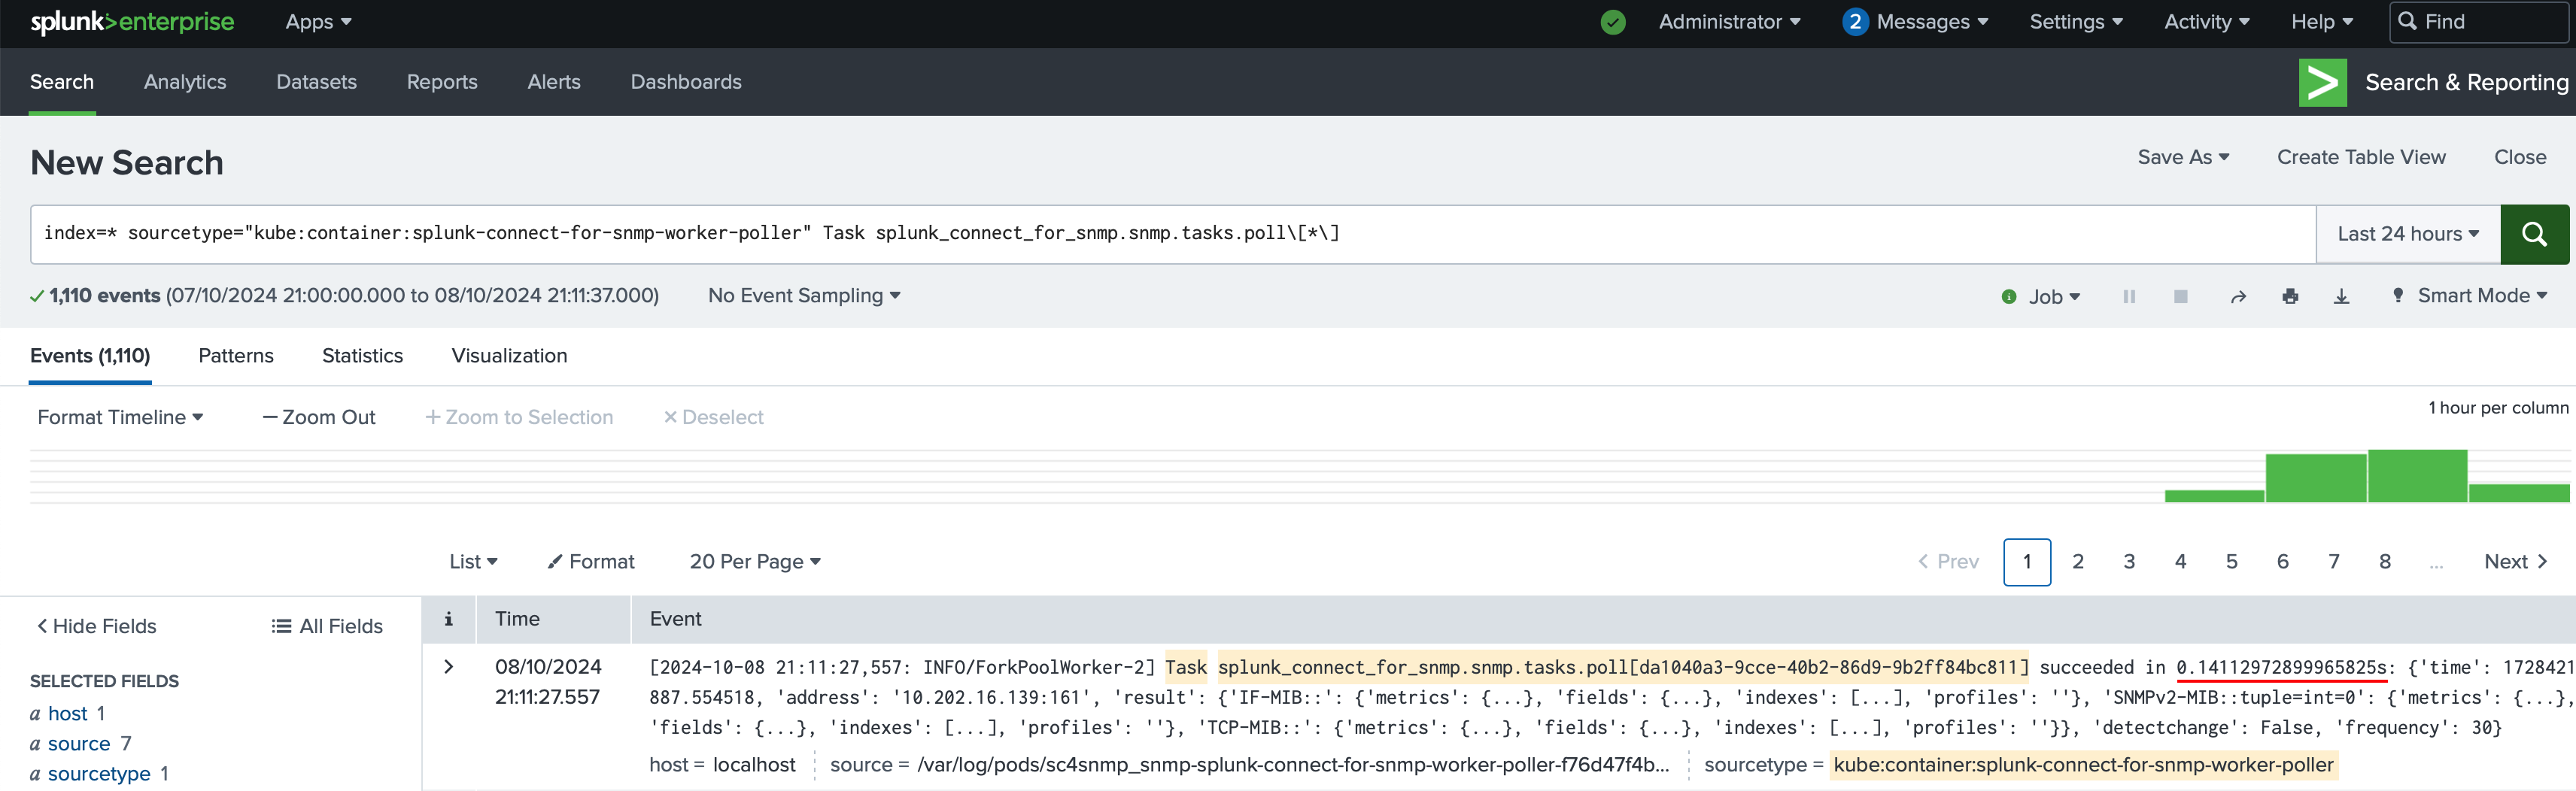 splunk>enterprise Apps Administrator 2 Messages Settings Activity Help Find
Search Analytics Datasets Reports Alerts Dashboards Search & Reporting
New Search Save As Create Table View Close
index=* sourcetype="kube:container:splunk-connect-for-snmp-worker-poller" Task splunk_connect_for_snmp.snmp.tasks.poll\[*\] Last 24 hours
1,110 events (07/10/2024 21:00:00.000 to 08/10/2024 21:11:37.000) No Event Sampling Job Smart Mode
Events (1,110) Patterns Statistics Visualization
Format Timeline — Zoom Out + Zoom to Selection × Deselect 1 hour per column
List Format 20 Per Page < Prev 1 2 3 4 5 6 7 8 ... Next >
< Hide Fields All Fields i Time Event
SELECTED FIELDS
a host 1
a source 7
a sourcetype 1
> 08/10/2024
21:11:27.557
[2024-10-08 21:11:27,557: INFO/ForkPoolWorker-2] Task splunk_connect_for_snmp.snmp.tasks.poll[da1040a3-9cce-40b2-86d9-9b2ff84bc811] succeeded in 0.14112972899965825s: {'time': 1728421
887.554518, 'address': '10.202.16.139:161', 'result': {'IF-MIB::': {'metrics': {...}, 'fields': {...}, 'indexes': [...], 'profiles': ''}, 'SNMPv2-MIB::tuple=int=0': {'metrics': {...},
'fields': {...}, 'indexes': [...], 'profiles': ''}, 'TCP-MIB::': {'metrics': {...}, 'fields': {...}, 'indexes': [...], 'profiles': ''}}, 'detectchange': False, 'frequency': 30}
host = localhost source = /var/log/pods/sc4snmp_snmp-splunk-connect-for-snmp-worker-poller-f76d47f4b... sourcetype = kube:container:splunk-connect-for-snmp-worker-poller